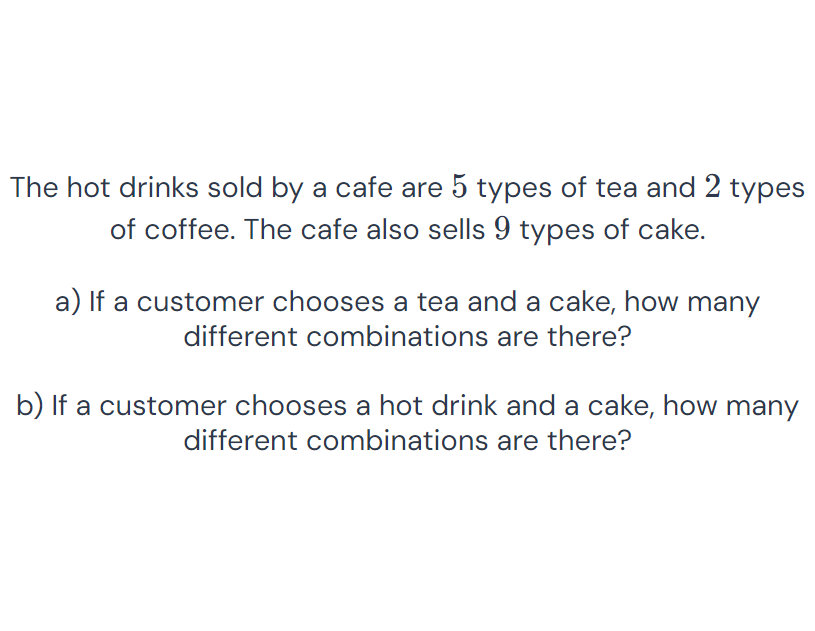 The hot drinks sold by a cafe are 5 types of tea and 2 types
of coffee. The cafe also sells 9 types of cake.
a) If a customer chooses a tea and a cake, how many
different combinations are there?
b) If a customer chooses a hot drink and a cake, how many
different combinations are there?